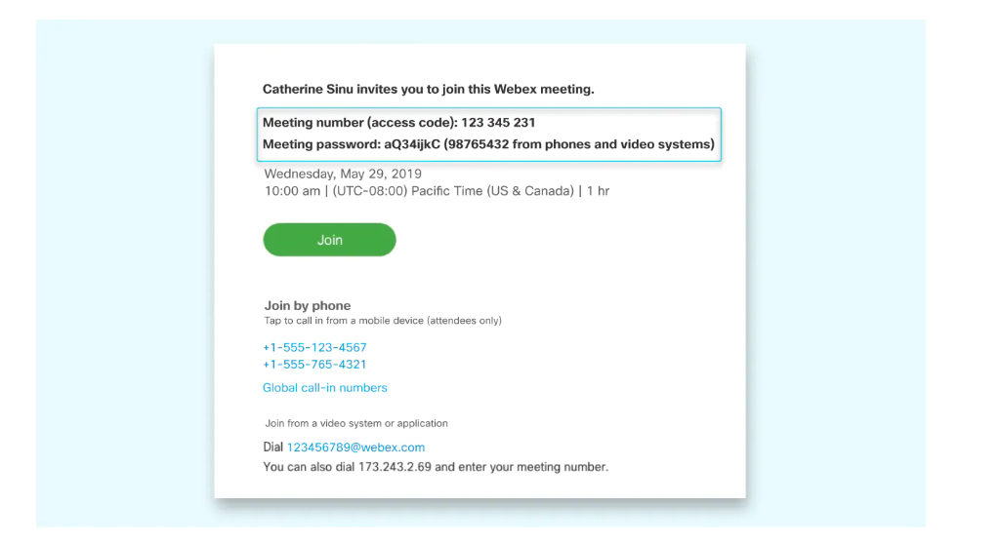 Catherine Sinu invites you to join this Webex meeting.
Meeting number (access code): 123 345 231
Meeting password: aQ34ijkC (98765432 from phones and video systems)
Wednesday, May 29, 2019
10:00 am | (UTC-08:00) Pacific Time (US & Canada) | 1 hr
Join
Join by phone
Tap to call in from a mobile device (attendees only)
+1-555-123-4567
+1-555-765-4321
Global call-in numbers
Join from a video system or application
Dial 123456789@webex.com
You can also dial 173.243.2.69 and enter your meeting number.